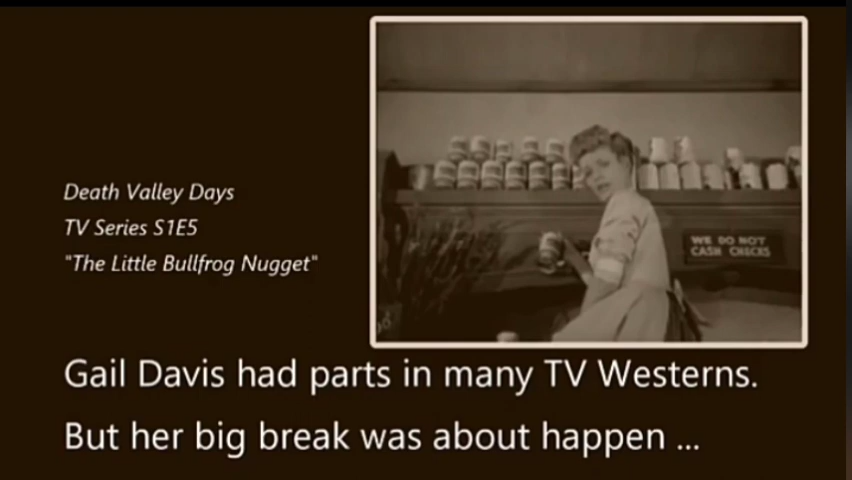 Death Valley Days
TV Series S1E5
"The Little Bullfrog Nugget"
WE DO NOT
CASH CHECKS
Gail Davis had parts in many TV Westerns.
But her big break was about happen ...